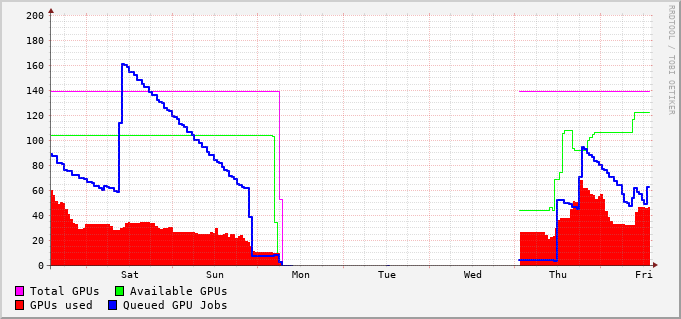 RRDTOOL / TOBI OETIKER
200
180
160
140
120
100
80
60
40
20
0
Sat Sun Mon Tue Wed Thu Fri
Total GPUs Available GPUs
GPUs used Queued GPU Jobs